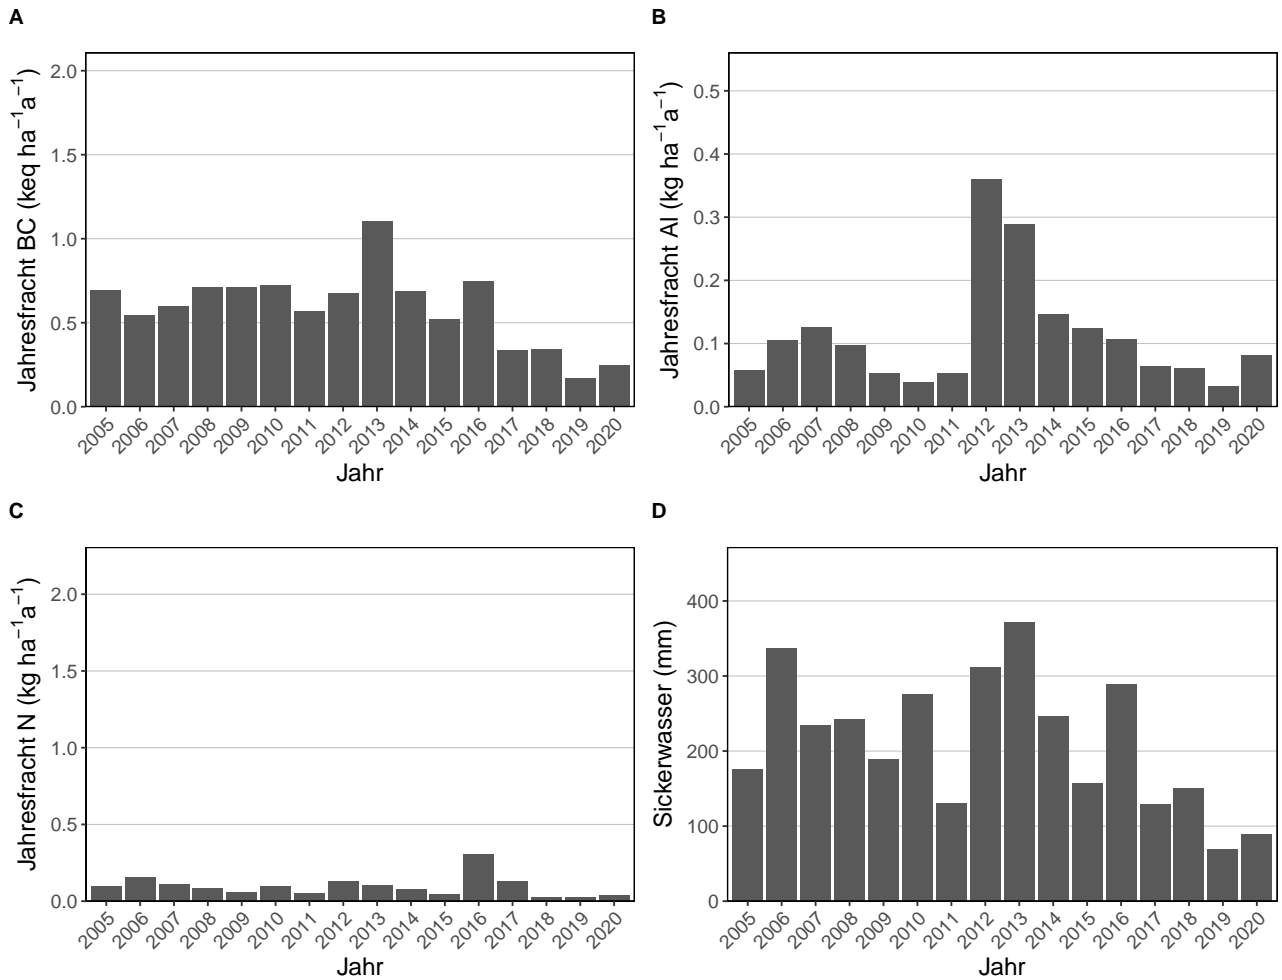 A
Jahresfracht BC (keq ha⁻¹a⁻¹)
2.0
1.5
1.0
0.5
0.0
2005 2006 2007 2008 2009 2010 2011 2012 2013 2014 2015 2016 2017 2018 2019 2020
Jahr
B
Jahresfracht Al (kg ha⁻¹a⁻¹)
0.5
0.4
0.3
0.2
0.1
0.0
2005 2006 2007 2008 2009 2010 2011 2012 2013 2014 2015 2016 2017 2018 2019 2020
Jahr
C
Jahresfracht N (kg ha⁻¹a⁻¹)
2.0
1.5
1.0
0.5
0.0
2005 2006 2007 2008 2009 2010 2011 2012 2013 2014 2015 2016 2017 2018 2019 2020
Jahr
D
Sickerwasser (mm)
400
300
200
100
0
2005 2006 2007 2008 2009 2010 2011 2012 2013 2014 2015 2016 2017 2018 2019 2020
Jahr